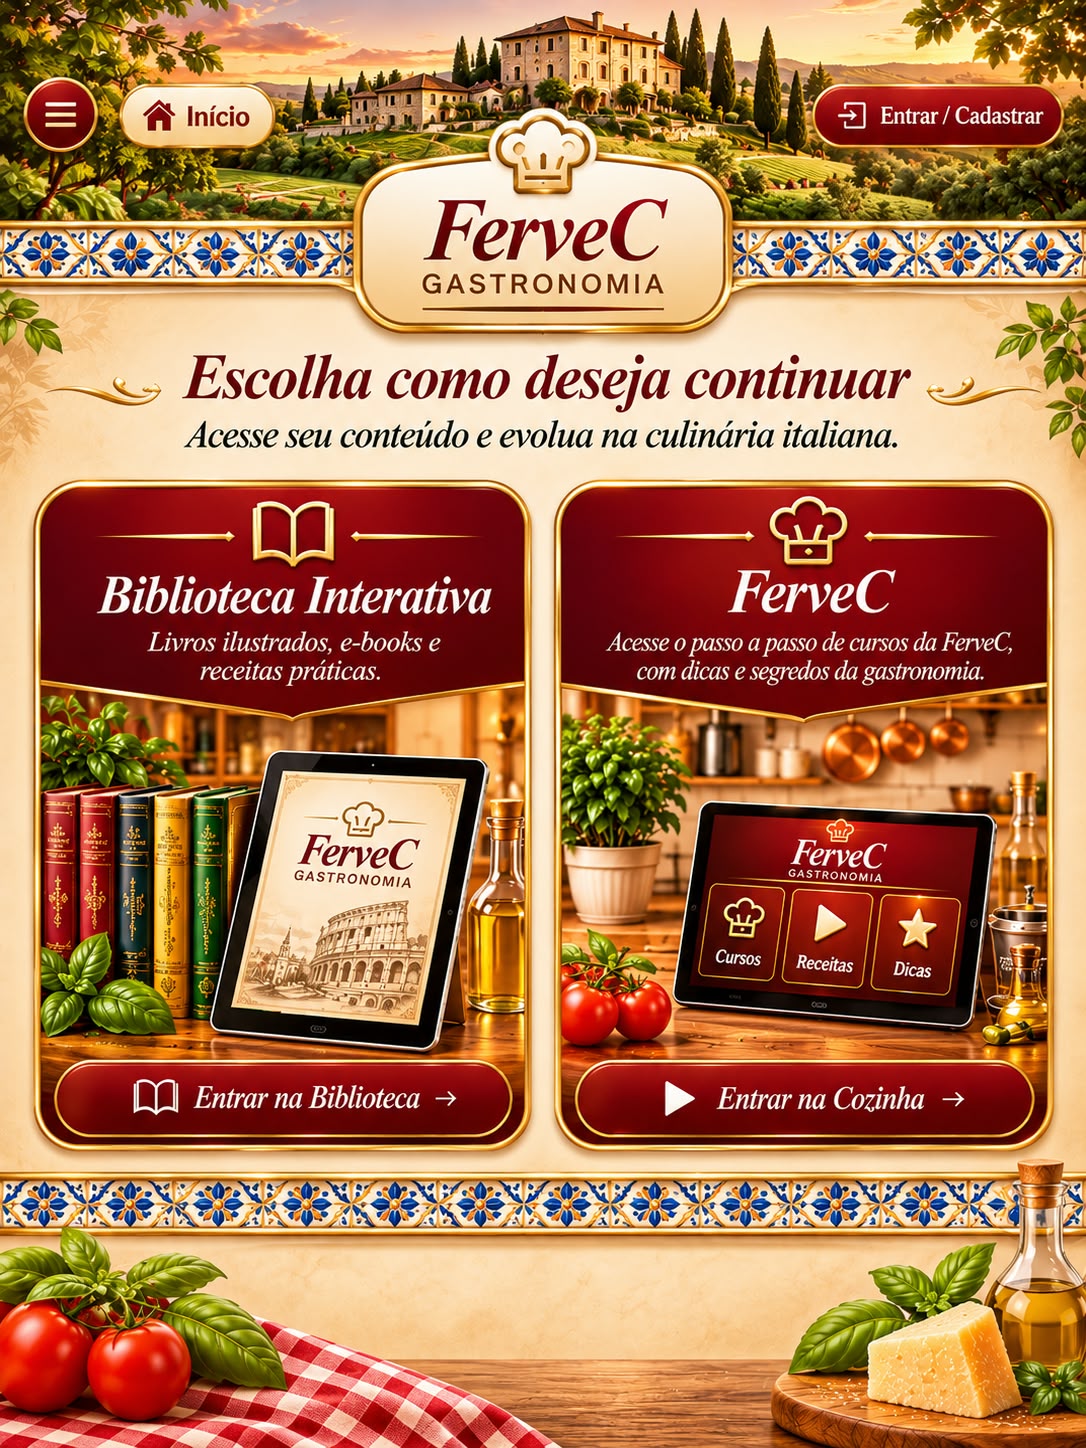 Início
Entrar / Cadastrar
FerveC
GASTRONOMIA
Escolha como deseja continuar
Acesse seu conteúdo e evolua na culinária italiana.
Biblioteca Interativa
Livros ilustrados, e-books e
receitas práticas.
FerveC
GASTRONOMIA
Entrar na Biblioteca →
FerveC
Acesse o passo a passo de cursos da FerveC,
com dicas e segredos da gastronomia.
FerveC
GASTRONOMIA
Cursos
Receitas
Dicas
Entrar na Cozinha →